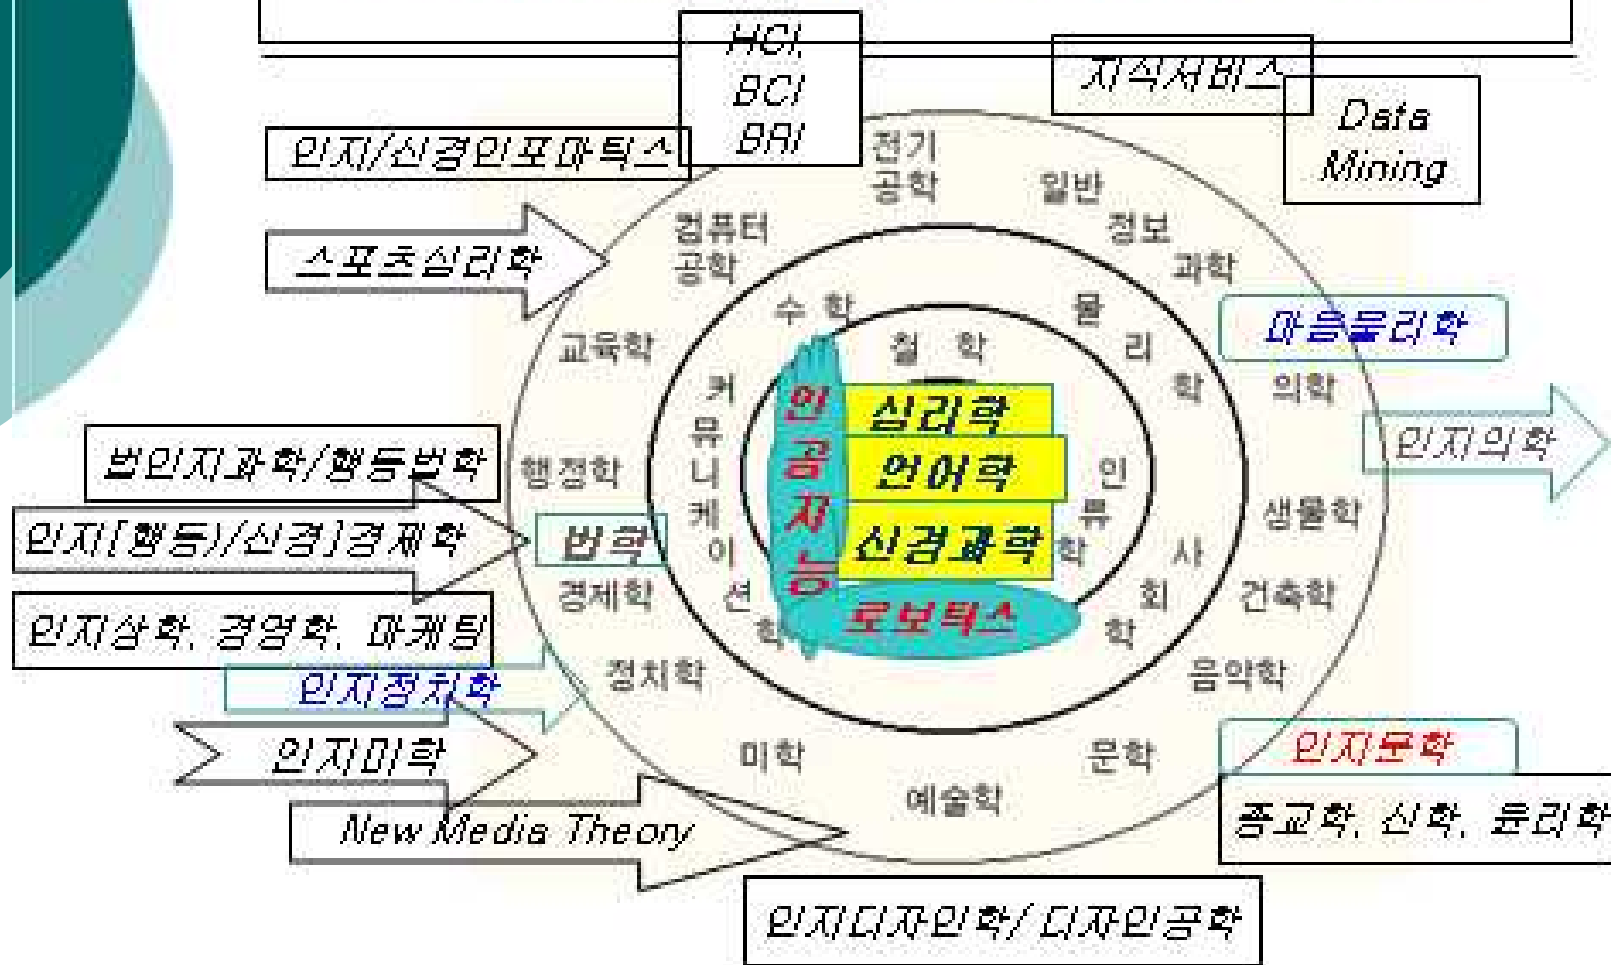 HCI,
BCI
BRI
지식서비스
Data
Mining
인지/신경인포마틱스
전기
공학
일반
정보
과학
컴퓨터
공학
스포츠심리학
수 학
물
리
학
마음물리학
교육학
철 학
커
뮤
니
케
이
션
학
인
공
지
능
심리학
언어학
신경과학
로보틱스
인
류
학
사
회
학
의학
인지의학
법인지과학/행동법학
행정학
생물학
인지[행동)/신경]경제학
법학
경제학
건축학
인지상학, 경영학, 마케팅
인지정치학
정치학
음악학
인지미학
미학
문학
인지문학
예술학
New Media Theory
종교학, 신학, 윤리학
인지디자인학/디자인공학